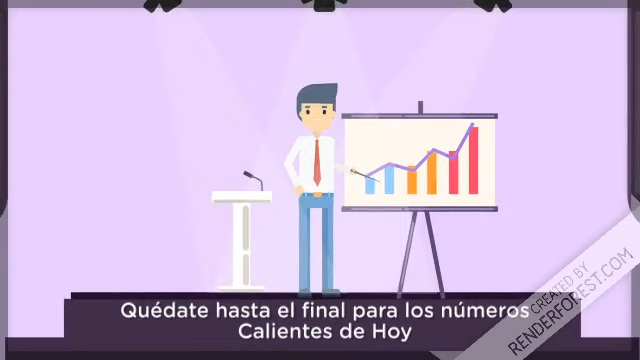 Quédate hasta el final para los números
Calientes de Hoy
CREATED BY
RENDERFOREST.COM